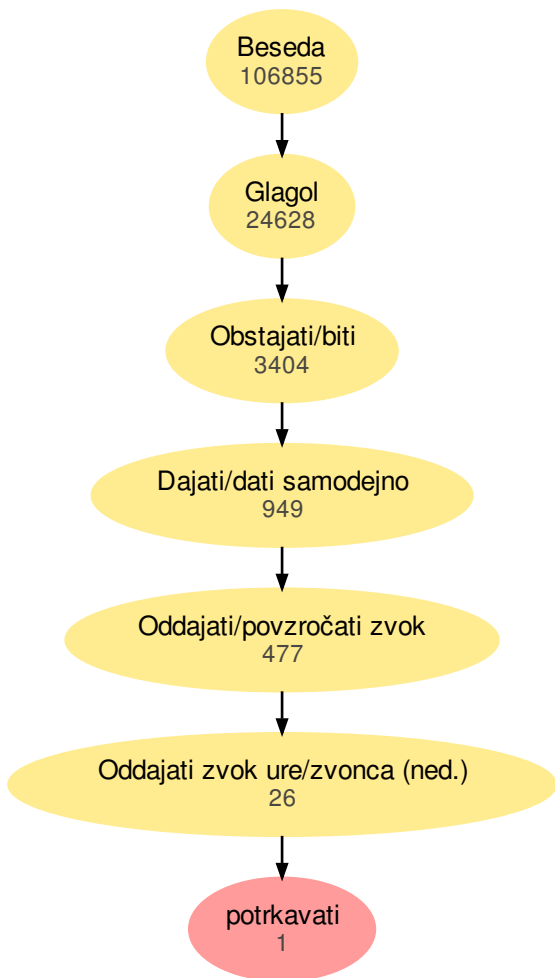 Beseda
106855
Glagol
24628
Obstajati/biti
3404
Dajati/dati samodejno
949
Oddajati/povzročati zvok
477
Oddajati zvok ure/zvonca (ned.)
26
potrkavati
1